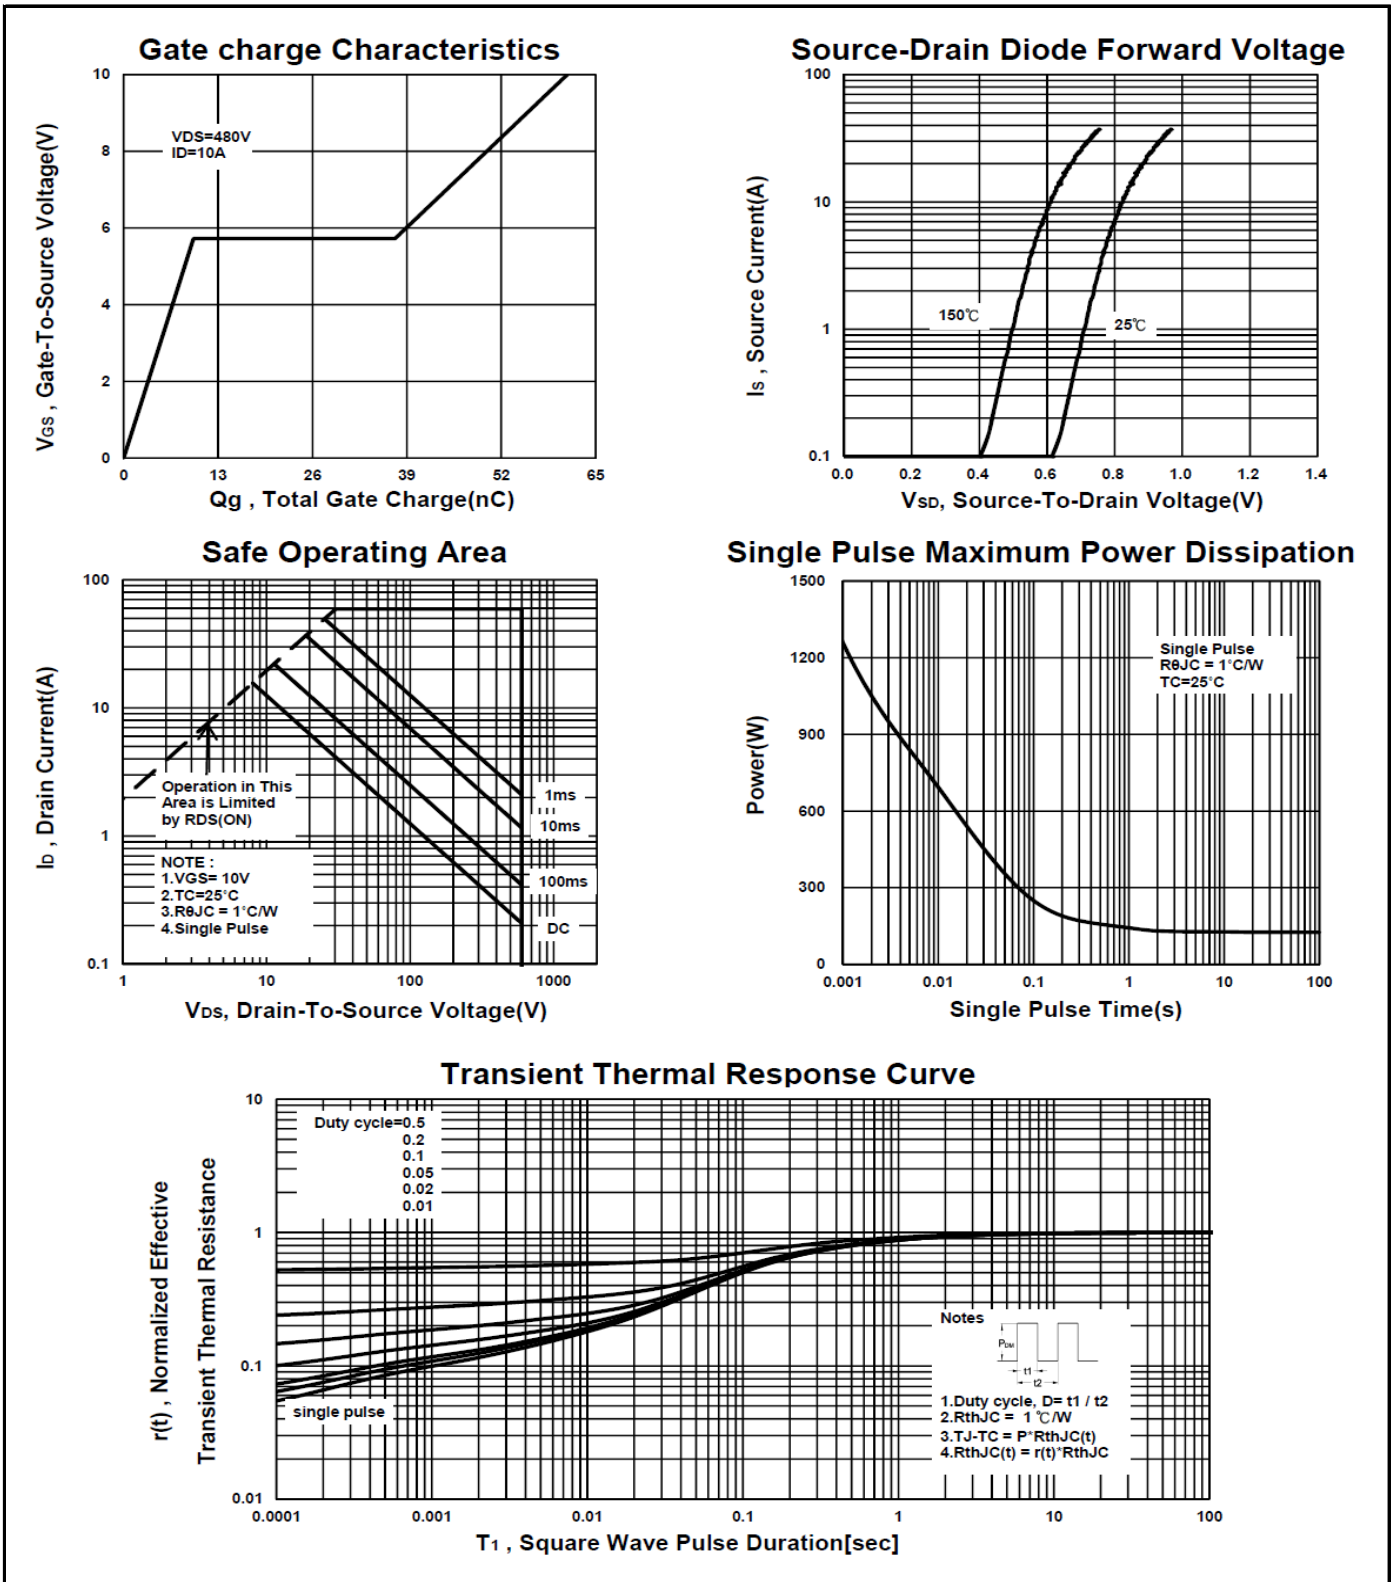 Gate charge Characteristics
VGS , Gate-To-Source Voltage(V)
10
8
6
4
2
0
VDS=480V
ID=10A
0 13 26 39 52 65
Qg , Total Gate Charge(nC)
Source-Drain Diode Forward Voltage
IS , Source Current(A)
100
10
1
0.1
150℃
25℃
0.0 0.2 0.4 0.6 0.8 1.0 1.2 1.4
VSD, Source-To-Drain Voltage(V)
Safe Operating Area
ID , Drain Current(A)
100
10
1
0.1
Operation in This
Area is Limited
by RDS(ON)
NOTE :
1.VGS= 10V
2.TC=25°C
3.RθJC = 1°C/W
4.Single Pulse
1ms
10ms
100ms
DC
1 10 100 1000
VDS, Drain-To-Source Voltage(V)
Single Pulse Maximum Power Dissipation
Power(W)
1500
1200
900
600
300
0
Single Pulse
RθJC = 1°C/W
TC=25°C
0.001 0.01 0.1 1 10 100
Single Pulse Time(s)
Transient Thermal Response Curve
r(t) , Normalized Effective
Transient Thermal Resistance
10
1
0.1
0.01
Duty cycle=0.5
0.2
0.1
0.05
0.02
0.01
single pulse
Notes
PDM
t1
t2
1.Duty cycle, D= t1 / t2
2.RthJC = 1 ℃/W
3.TJ-TC = P*RthJC(t)
4.RthJC(t) = r(t)*RthJC
0.0001 0.001 0.01 0.1 1 10 100
T1 , Square Wave Pulse Duration[sec]